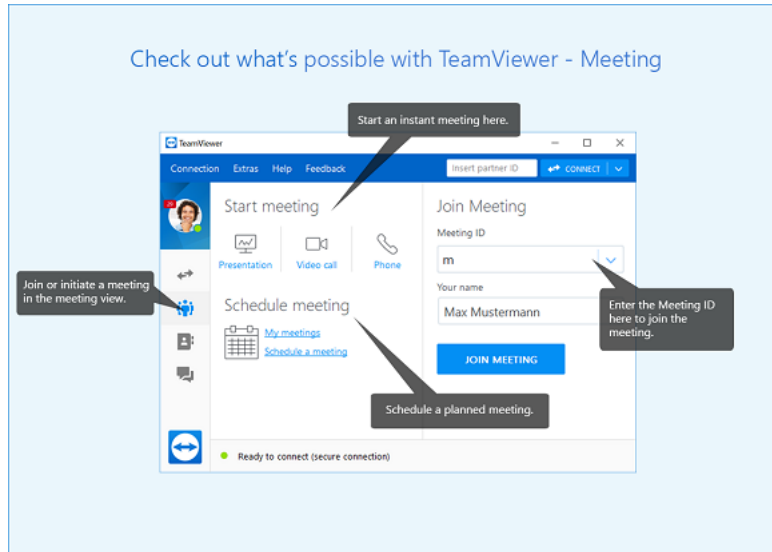 Check out what's possible with TeamViewer - Meeting
Start an instant meeting here.
TeamViewer
Connection Extras Help Feedback
Insert partner ID
CONNECT
Start meeting
Presentation
Video call
Phone
Join or initiate a meeting
in the meeting view.
Schedule meeting
My meetings
Schedule a meeting
Schedule a planned meeting.
Join Meeting
Meeting ID
m
Your name
Max Mustermann
Enter the Meeting ID
here to join the
meeting.
JOIN MEETING
Ready to connect (secure connection)